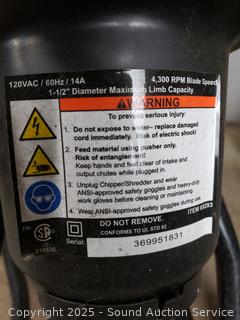 120VAC / 60Hz / 14A
4,300 RPM Blade Speed
1-1/2" Diameter Maximum Limb Capacity
WARNING
To prevent serious injury:
1. Do not expose to water– replace damaged
cord immediately. Risk of electric shock!
2. Feed material using pusher only.
Risk of entanglement!
Keep hands and feet clear of intake and
output chutes while plugged in.
3. Unplug Chipper/Shredder and wear
ANSI-approved safety goggles and heavy-duty
work gloves before cleaning or maintaining.
4. Wear ANSI-approved safety goggles during use.
DO NOT REMOVE.
CONFORMS TO UL STD 82
Serial:
369951831
ITEM
Copyright 2025 - Sound Auction Service